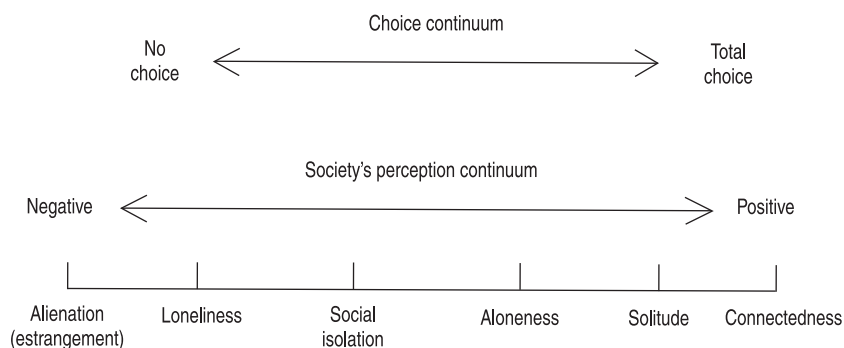 Choice continuum
No
choice
Total
choice
Society's perception continuum
Negative
Positive
Alienation
(estrangement)
Loneliness
Social
isolation
Aloneness
Solitude
Connectedness